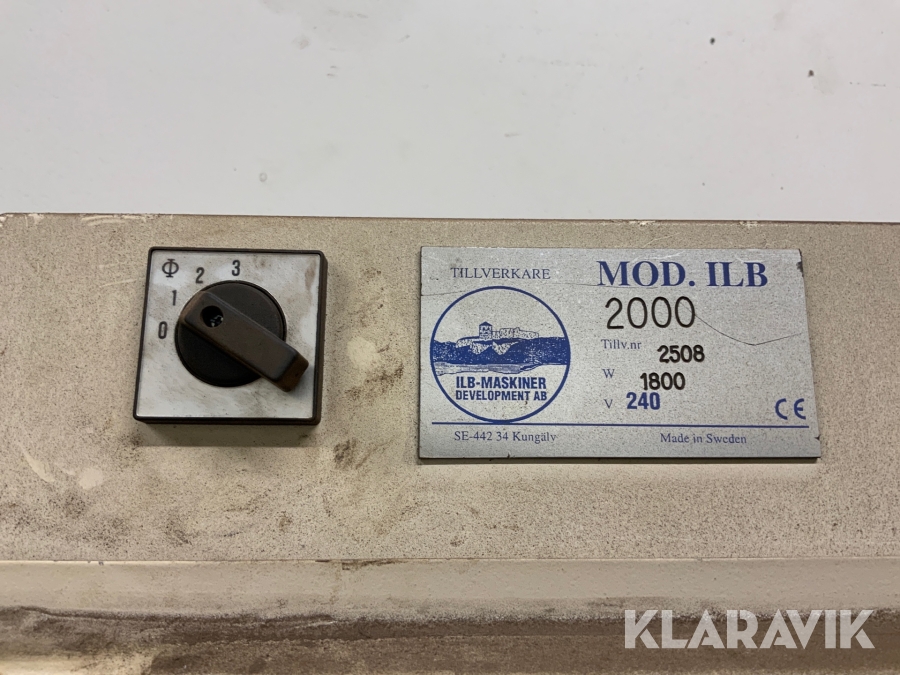 Φ
0
1
2
3
TILLVERKARE
MOD. ILB
2000
Tillv.nr 2508
W 1800
V 240
ILB-MASKINER
DEVELOPMENT AB
CE
SE-442 34 Kungälv
Made in Sweden
KLARAVIK